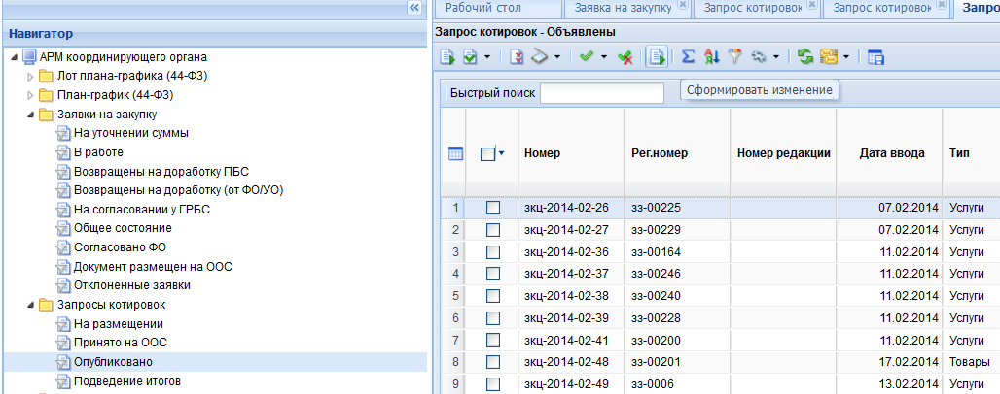 Рабочий стол
Заявка на закупку
Запрос котировок
Запрос котировок
Запро
Навигатор
Запрос котировок - Объявлены
АРМ координирующего органа
Лот плана-графика (44-ФЗ)
План-график (44-ФЗ)
Заявки на закупку
На уточнении суммы
В работе
Возвращены на доработку ПБС
Возвращены на доработку (от ФО/УО)
На согласовании у ГРБС
Общее состояние
Согласовано ФО
Документ размещен на ООС
Отклоненные заявки
Запросы котировок
На размещении
Принято на ООС
Опубликовано
Подведение итогов
Быстрый поиск
Сформировать изменение
Номер Рег.номер Номер редакции Дата ввода Тип
1 зкц-2014-02-26 зз-00225 07.02.2014 Услуги
2 зкц-2014-02-27 зз-00229 07.02.2014 Услуги
3 зкц-2014-02-36 зз-00164 11.02.2014 Услуги
4 зкц-2014-02-37 зз-00246 11.02.2014 Услуги
5 зкц-2014-02-38 зз-00240 11.02.2014 Услуги
6 зкц-2014-02-39 зз-00228 11.02.2014 Услуги
7 зкц-2014-02-41 зз-00200 11.02.2014 Услуги
8 зкц-2014-02-48 зз-00201 17.02.2014 Товары
9 зкц-2014-02-49 зз-0006 13.02.2014 Услуги